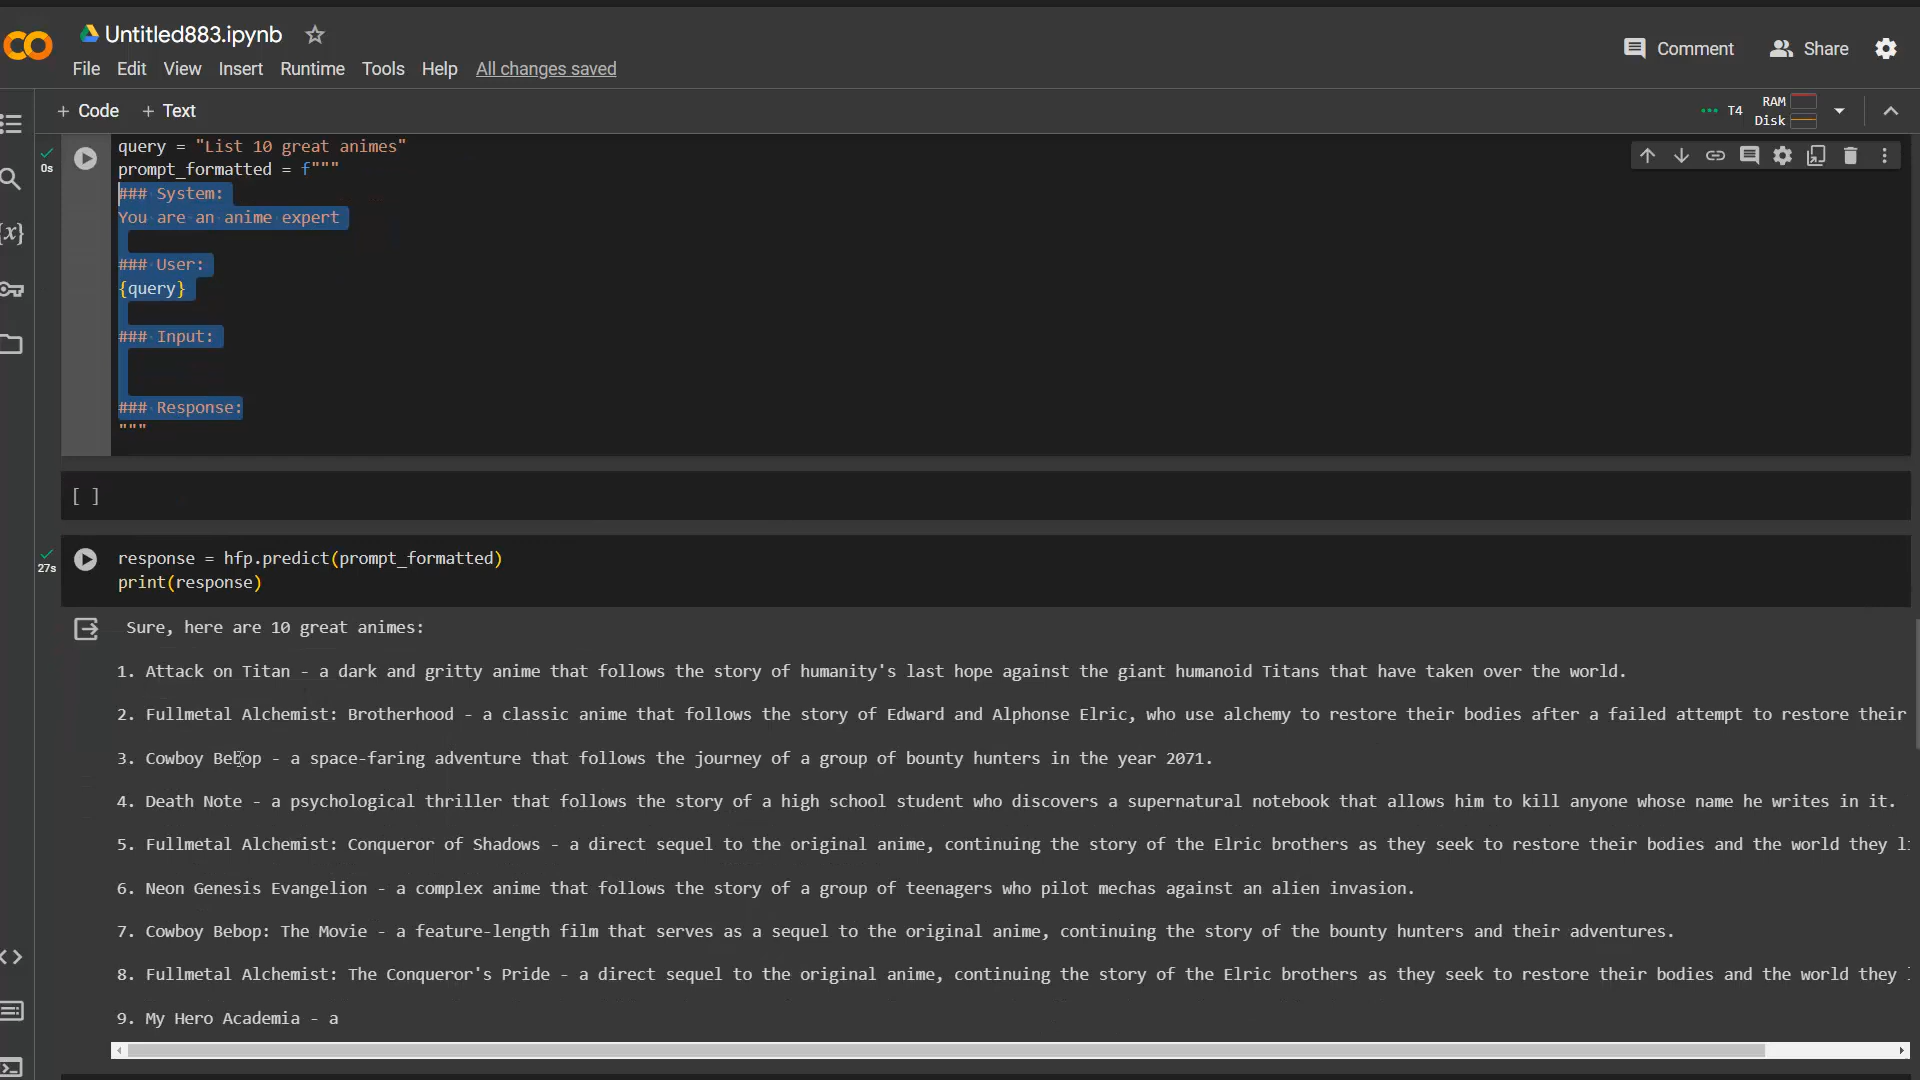 Untitled883.ipynb
File Edit View Insert Runtime Tools Help All changes saved
Comment Share
+ Code + Text
T4 RAM
Disk
0s
query = "List 10 great animes"
prompt_formatted = f"""
### System:
You are an anime expert
### User:
{query}
### Input:
### Response:
"""
[ ]
27s
response = hfp.predict(prompt_formatted)
print(response)
Sure, here are 10 great animes:
1. Attack on Titan - a dark and gritty anime that follows the story of humanity's last hope against the giant humanoid Titans that have taken over the world.
2. Fullmetal Alchemist: Brotherhood - a classic anime that follows the story of Edward and Alphonse Elric, who use alchemy to restore their bodies after a failed attempt to restore their
3. Cowboy Bebop - a space-faring adventure that follows the journey of a group of bounty hunters in the year 2071.
4. Death Note - a psychological thriller that follows the story of a high school student who discovers a supernatural notebook that allows him to kill anyone whose name he writes in it.
5. Fullmetal Alchemist: Conqueror of Shadows - a direct sequel to the original anime, continuing the story of the Elric brothers as they seek to restore their bodies and the world they
6. Neon Genesis Evangelion - a complex anime that follows the story of a group of teenagers who pilot mechas against an alien invasion.
7. Cowboy Bebop: The Movie - a feature-length film that serves as a sequel to the original anime, continuing the story of the bounty hunters and their adventures.
8. Fullmetal Alchemist: The Conqueror's Pride - a direct sequel to the original anime, continuing the story of the Elric brothers as they seek to restore their bodies and the world they
9. My Hero Academia - a